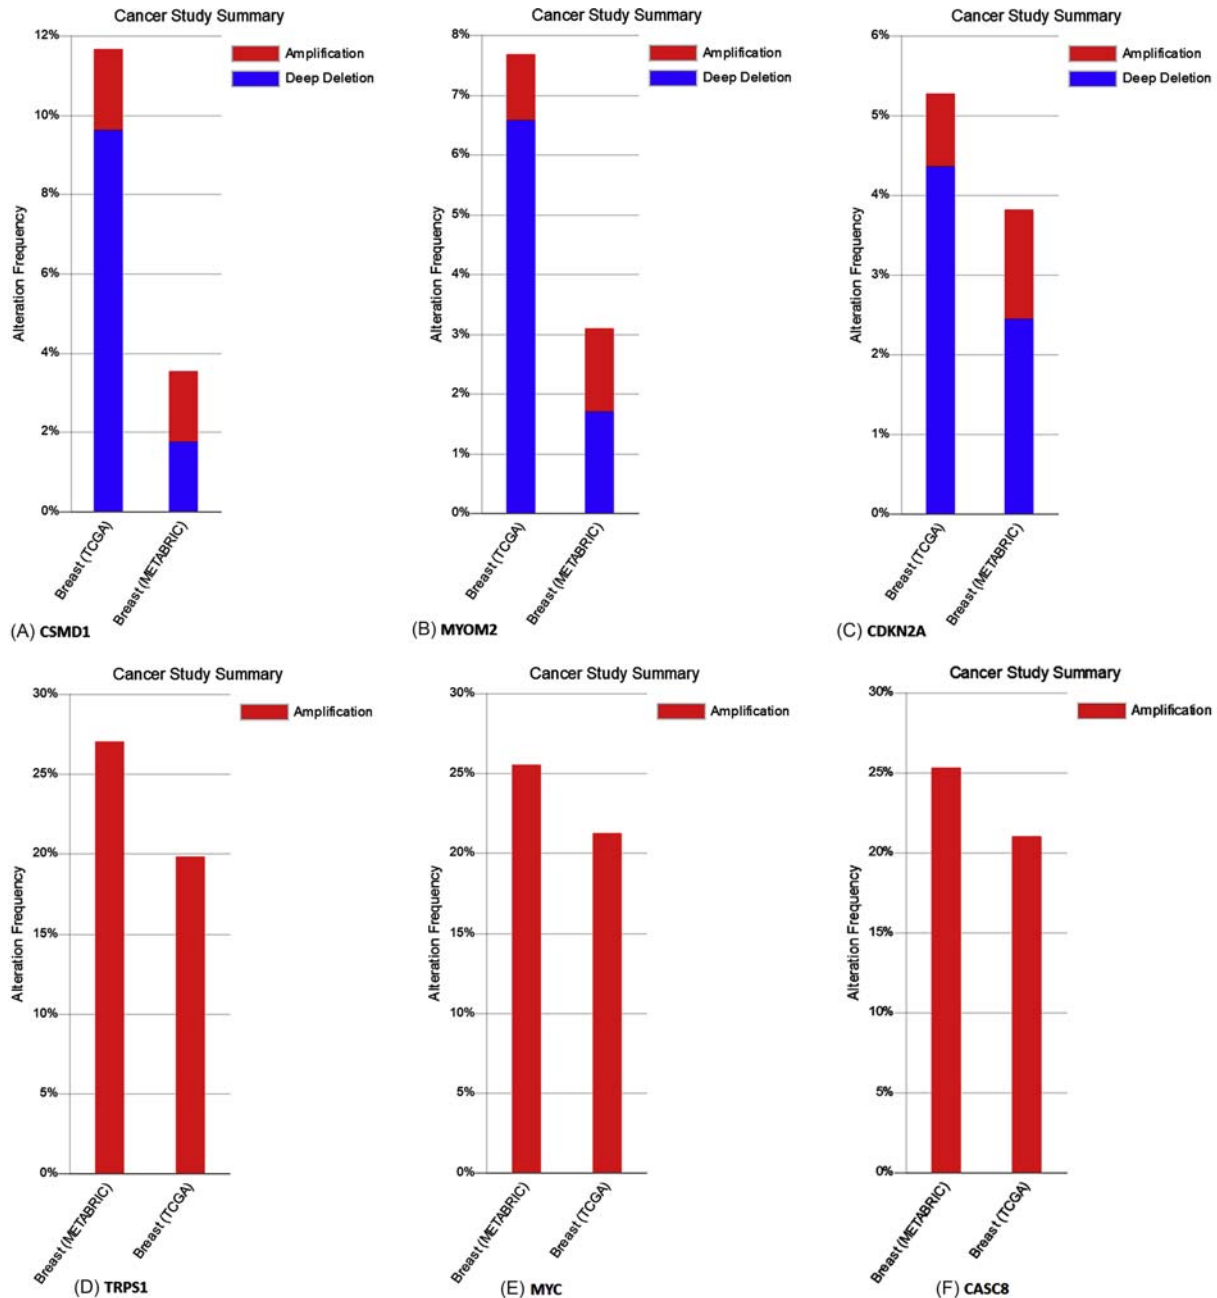 Cancer Study Summary
12%
10%
8%
6%
4%
2%
0%
Alteration Frequency
Amplification
Deep Deletion
Breast (TCGA)
Breast (METABRIC)
(A) CSMD1
Cancer Study Summary
8%
7%
6%
5%
4%
3%
2%
1%
0%
Alteration Frequency
Amplification
Deep Deletion
Breast (TCGA)
Breast (METABRIC)
(B) MYOM2
Cancer Study Summary
6%
5%
4%
3%
2%
1%
0%
Alteration Frequency
Amplification
Deep Deletion
Breast (TCGA)
Breast (METABRIC)
(C) CDKN2A
Cancer Study Summary
30%
25%
20%
15%
10%
5%
0%
Alteration Frequency
Amplification
Breast (METABRIC)
Breast (TCGA)
(D) TRPS1
Cancer Study Summary
30%
25%
20%
15%
10%
5%
0%
Alteration Frequency
Amplification
Breast (METABRIC)
Breast (TCGA)
(E) MYC
Cancer Study Summary
30%
25%
20%
15%
10%
5%
0%
Alteration Frequency
Amplification
Breast (METABRIC)
Breast (TCGA)
(F) CASC8